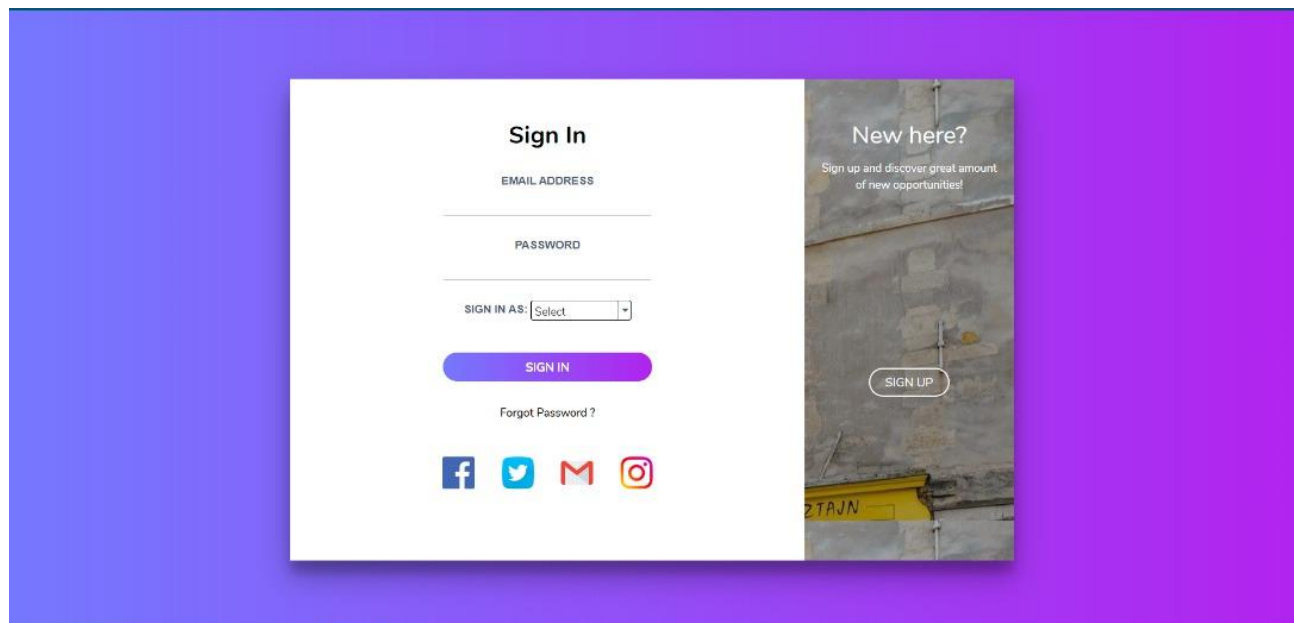 Sign In
EMAIL ADDRESS
PASSWORD
SIGN IN AS: Select
SIGN IN
Forgot Password ?
New here?
Sign up and discover great amount
of new opportunities!
SIGN UP
ZTAJN